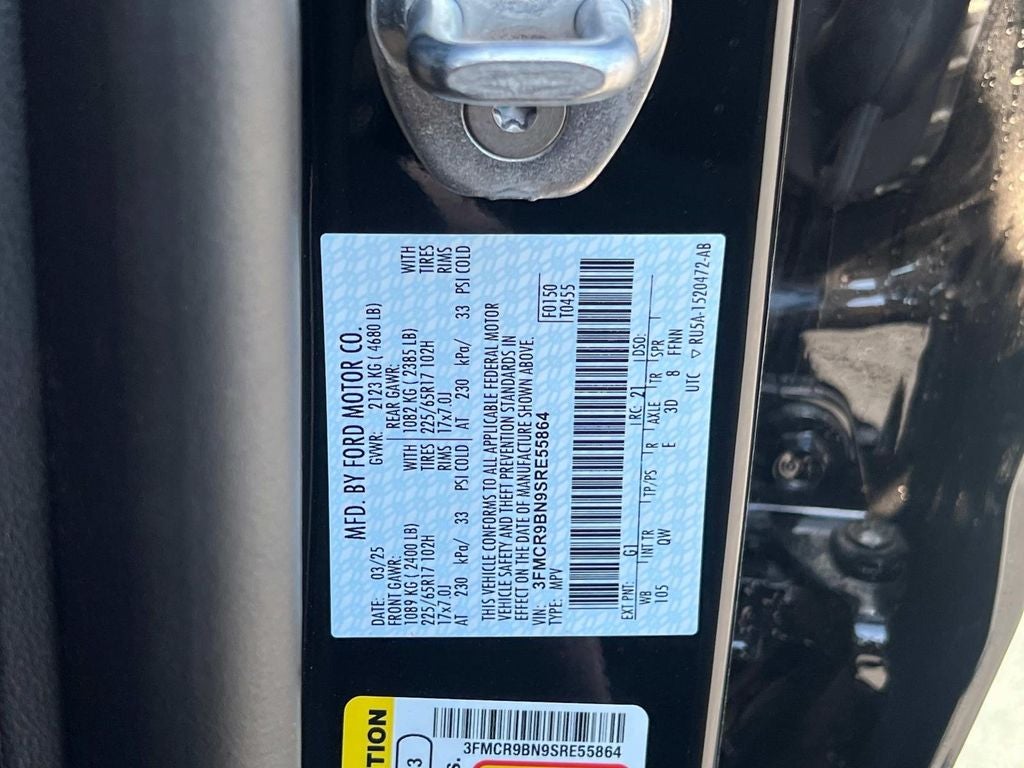 MFD. BY FORD MOTOR CO.
DATE: 03/25 GVWR: 2123 KG ( 4680 LB)
FRONT GAWR: REAR GAWR:
1089 KG ( 2400 LB) WITH 1082 KG ( 2385 LB) WITH
225/65R17 102H TIRES 225/65R17 102H TIRES
17x7.0J RIMS 17x7.0J RIMS
AT 230 kPa/ 33 PSI COLD AT 230 kPa/ 33 PSI COLD
THIS VEHICLE CONFORMS TO ALL APPLICABLE FEDERAL MOTOR
VEHICLE SAFETY AND THEFT PREVENTION STANDARDS IN
EFFECT ON THE DATE OF MANUFACTURE SHOWN ABOVE.
VIN: 3FMCR9BN9SRE55864 F0150
TYPE: MPV T0455
EXT PNT: G1 RC: 21 DSO:
WB INT TR TP/PS R AXLE TR SPR
105 QW E 3D 8 FFNN
UTC ▽ RU5A-1520472-AB
TION
3
S.
3FMCR9BN9SRE55864